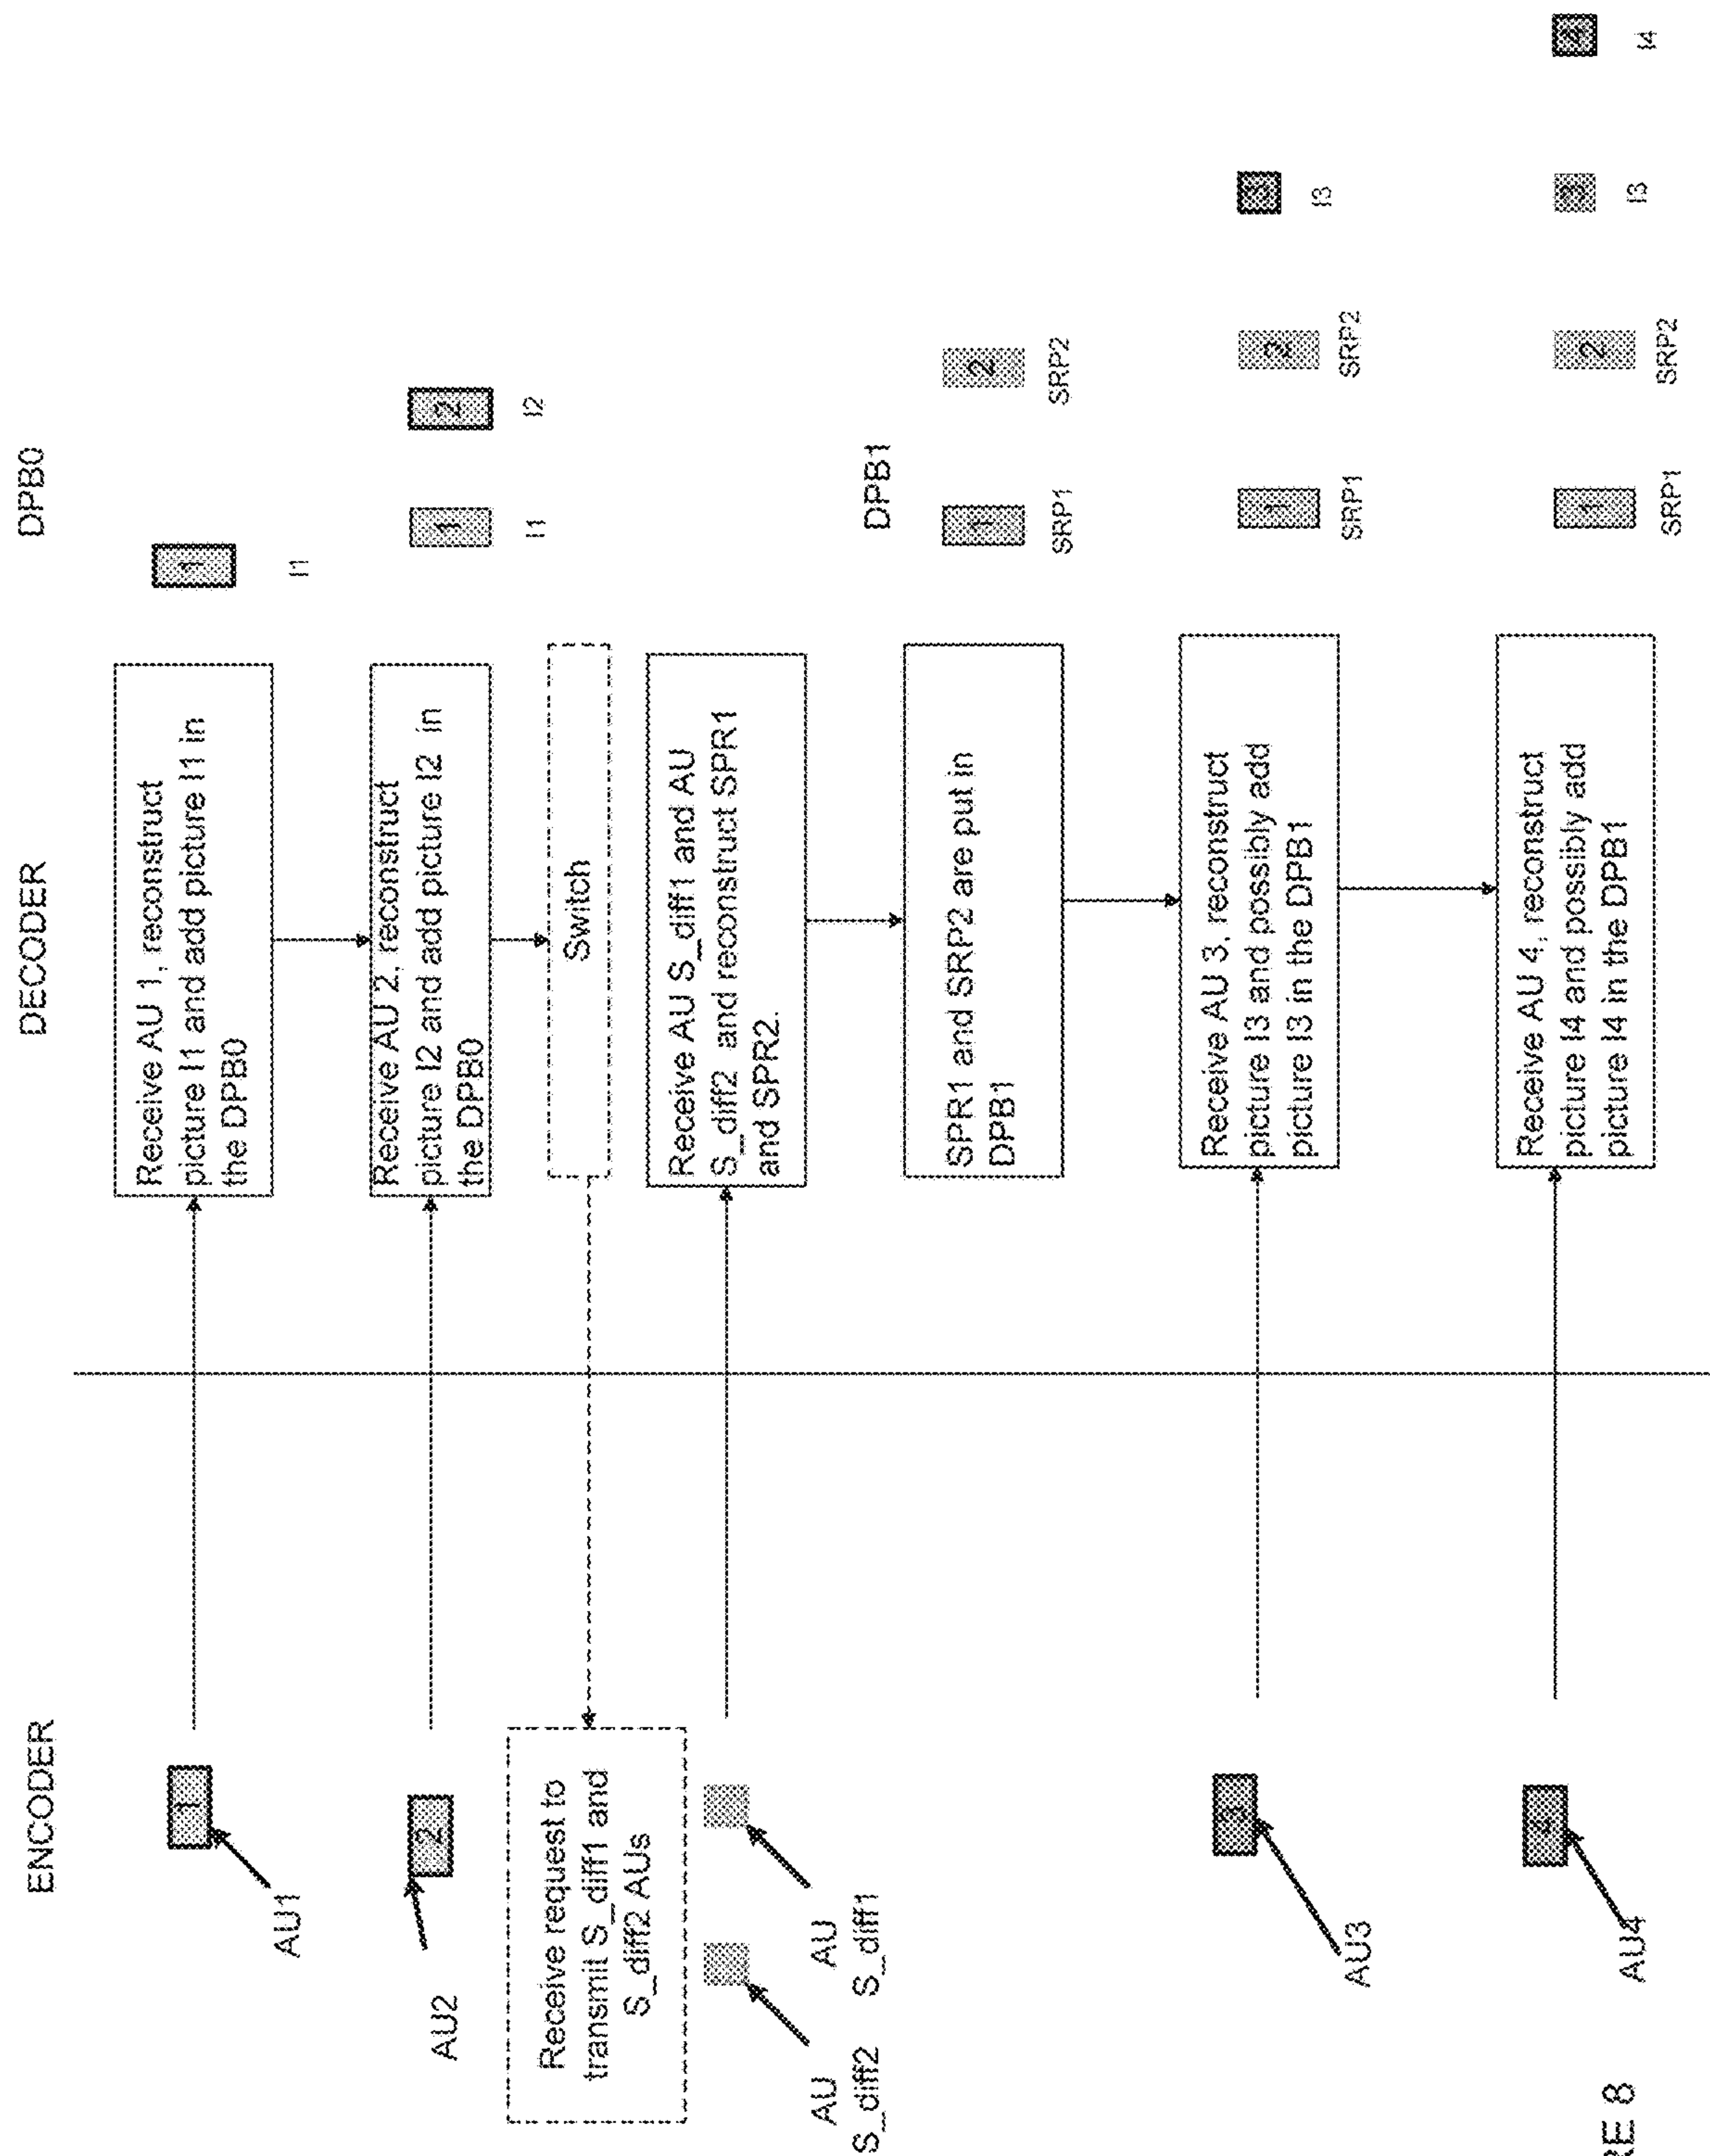 ENCODER
DECODER
DPB0
1
AU1
Receive AU 1, reconstruct
picture I1 and add picture I1 in
the DPB0
1
I1
2
AU2
Receive AU 2, reconstruct
picture I2 and add picture I2 in
the DPB0
1
I1
2
I2
Switch
Receive request to
transmit S_diff1 and
S_diff2 AUs
AU
S_diff2
AU
S_diff1
Receive AU S_diff1 and AU
S_diff2 and reconstruct SPR1
and SPR2.
DPB1
SPR1 and SRP2 are put in
DPB1
1
SRP1
2
SRP2
3
AU3
Receive AU 3, reconstruct
picture I3 and possibly add
picture I3 in the DPB1
1
SRP1
2
SRP2
3
I3
4
AU4
Receive AU 4, reconstruct
picture I4 and possibly add
picture I4 in the DPB1
1
SRP1
2
SRP2
3
I3
4
I4
RE 8